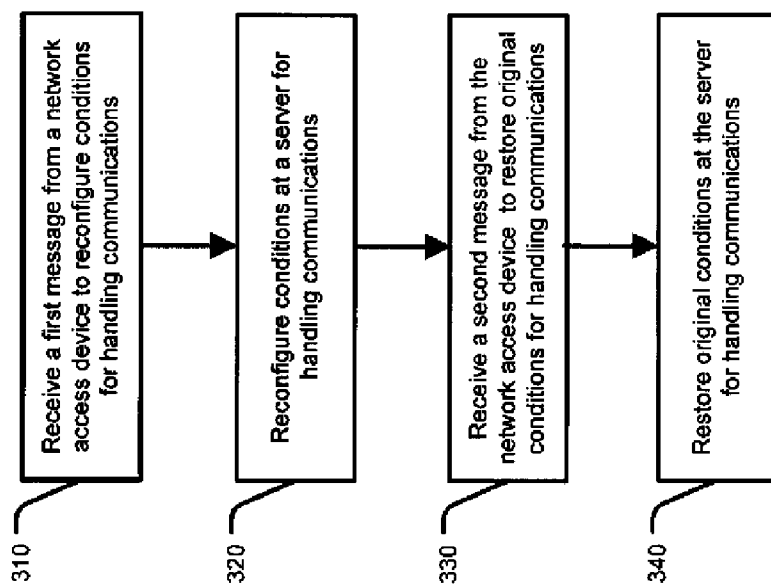 310
Receive a first message from a network
access device to reconfigure conditions
for handling communications
320
Reconfigure conditions at a server for
handling communications
330
Receive a second message from the
network access device to restore original
conditions for handling communications
340
Restore original conditions at the server
for handling communications